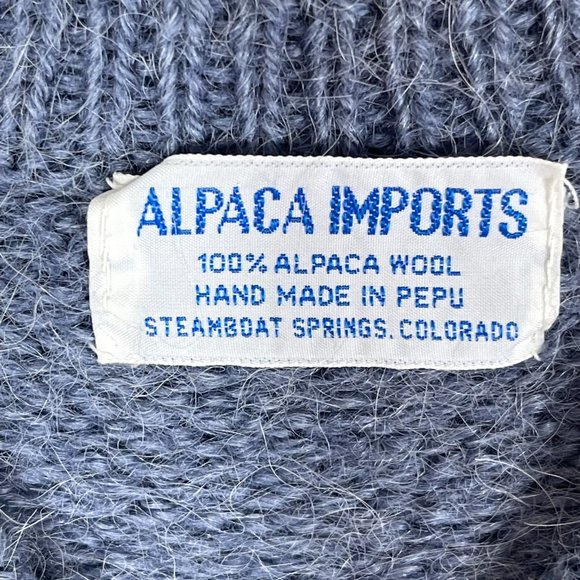 ALPACA IMPORTS
100% ALPACA WOOL
HAND MADE IN PEPU
STEAMBOAT SPRINGS. COLORADO